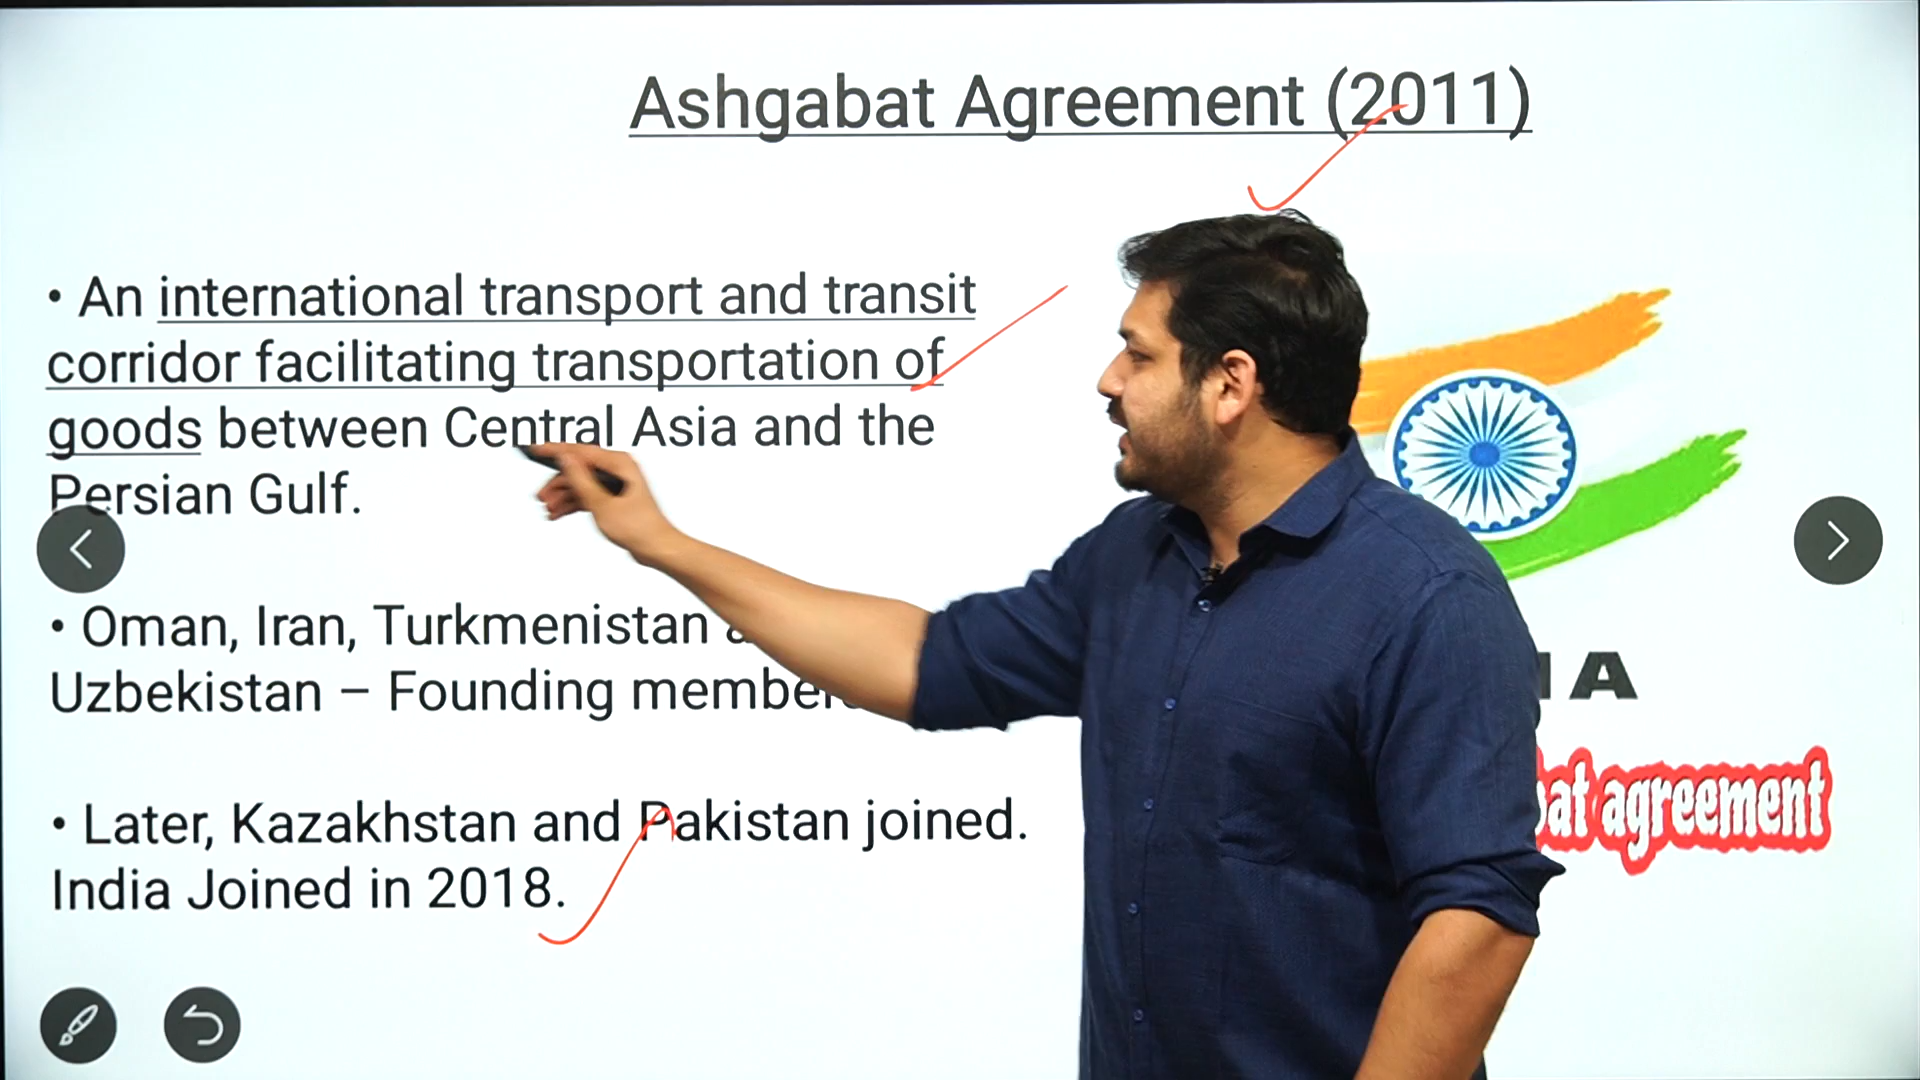 Ashgabat Agreement (2011)
• An international transport and transit
corridor facilitating transportation of
goods between Central Asia and the
Persian Gulf.
• Oman, Iran, Turkmenistan
Uzbekistan – Founding
• Later, Kazakhstan and Pakistan joined.
India Joined in 2018.
agreement